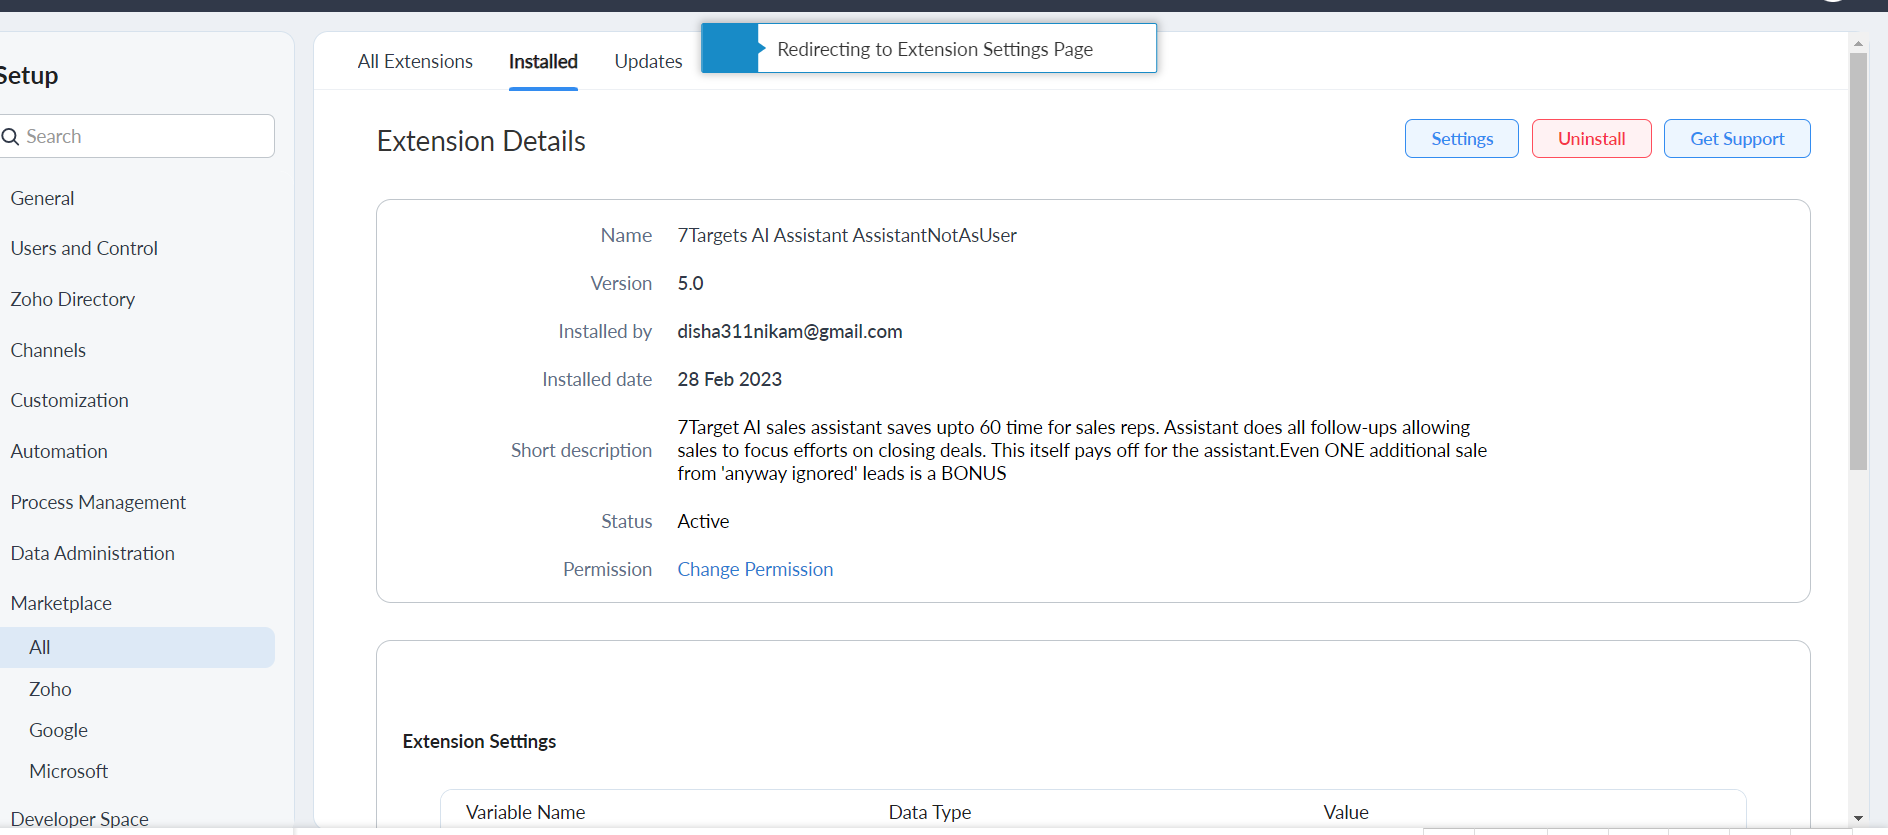 Redirecting to Extension Settings Page
Setup
Search
General
Users and Control
Zoho Directory
Channels
Customization
Automation
Process Management
Data Administration
Marketplace
All
Zoho
Google
Microsoft
Developer Space
All Extensions Installed Updates
Extension Details
Settings Uninstall Get Support
Name 7Targets AI Assistant AssistantNotAsUser
Version 5.0
Installed by disha311nikam@gmail.com
Installed date 28 Feb 2023
Short description 7Target AI sales assistant saves upto 60 time for sales reps. Assistant does all follow-ups allowing
sales to focus efforts on closing deals. This itself pays off for the assistant.Even ONE additional sale
from 'anyway ignored' leads is a BONUS
Status Active
Permission Change Permission
Extension Settings
Variable Name Data Type Value